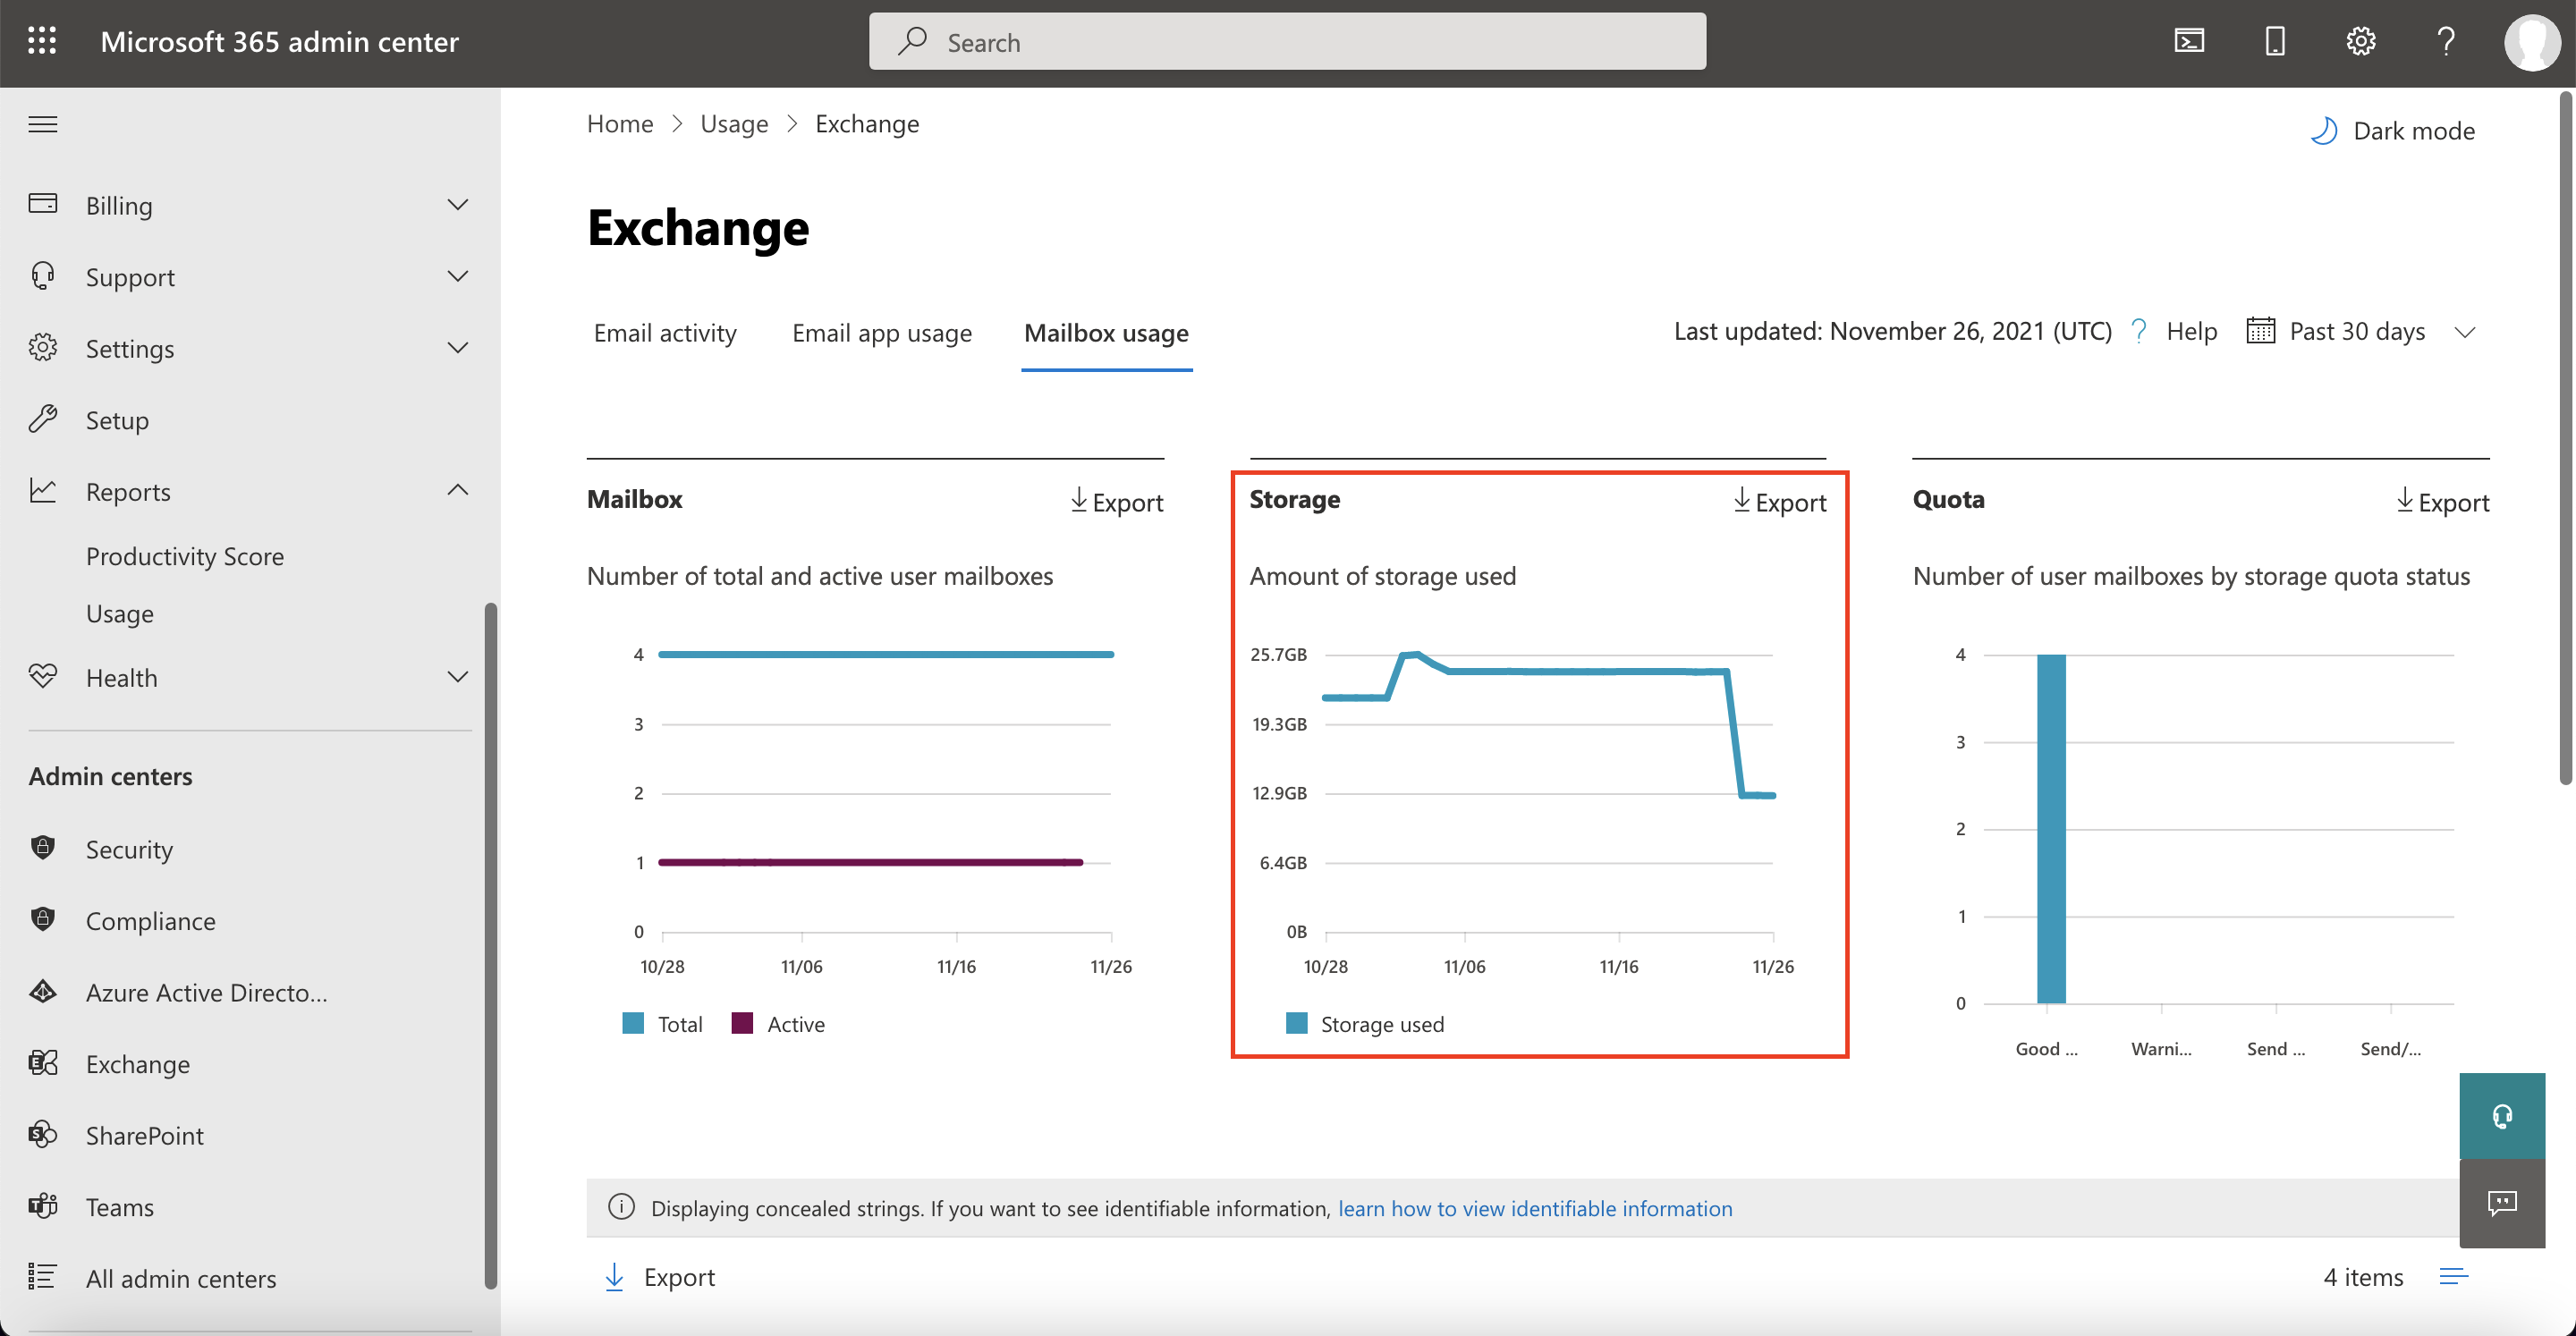 Microsoft 365 admin center
Search
Billing
Support
Settings
Setup
Reports
Productivity Score
Usage
Health
Admin centers
Security
Compliance
Azure Active Directo...
Exchange
SharePoint
Teams
All admin centers
Home > Usage > Exchange
Dark mode
Exchange
Email activity Email app usage Mailbox usage
Last updated: November 26, 2021 (UTC) ? Help Past 30 days
Mailbox Export
Number of total and active user mailboxes
4
3
2
1
0
10/28 11/06 11/16 11/26
Total Active
Storage Export
Amount of storage used
25.7GB
19.3GB
12.9GB
6.4GB
0B
10/28 11/06 11/16 11/26
Storage used
Quota Export
Number of user mailboxes by storage quota status
4
3
2
1
0
Good ... Warni... Send ... Send/...
Displaying concealed strings. If you want to see identifiable information, learn how to view identifiable information
Export
4 items